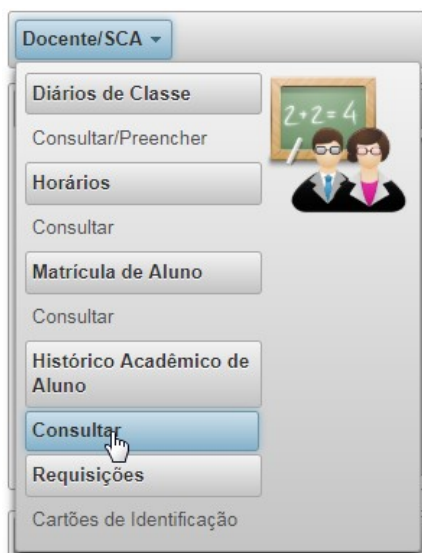 Docente/SCA
Diários de Classe
2+2=4
Consultar/Preencher
Horários
Consultar
Matrícula de Aluno
Consultar
Histórico Acadêmico de
Aluno
Consultar
Requisições
Cartões de Identificação